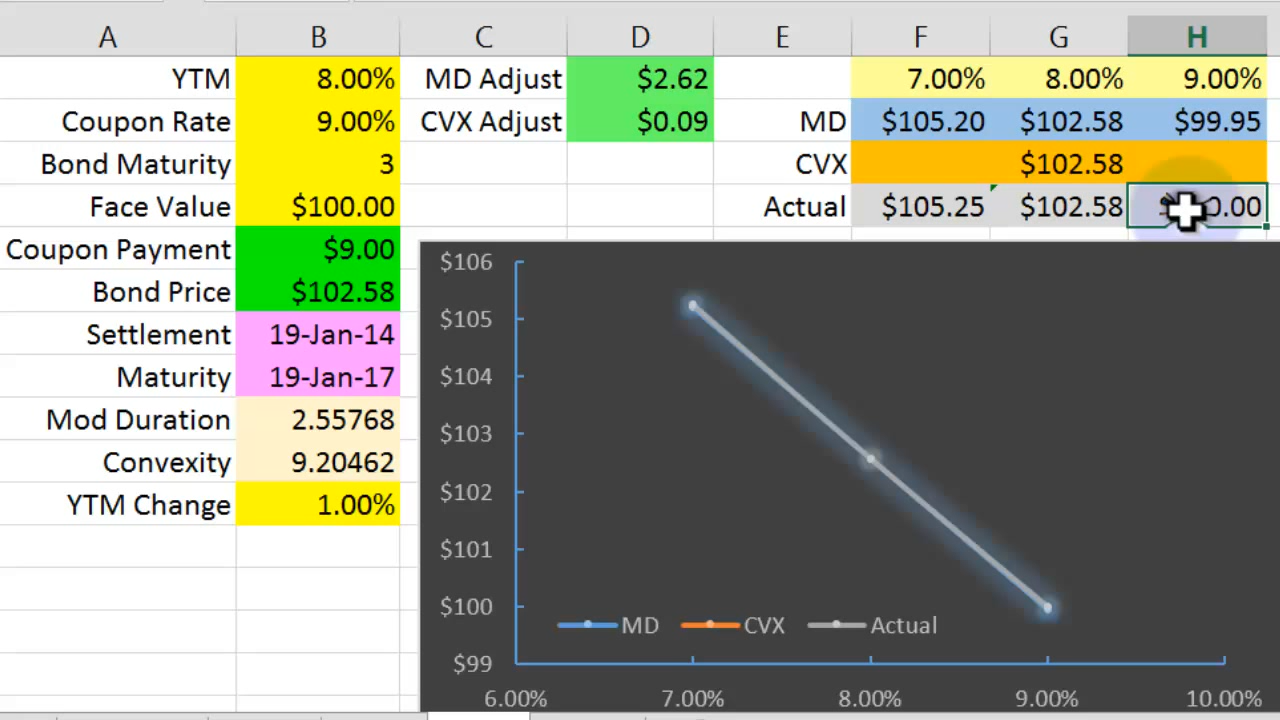 A B C D E F G H
YTM 8.00% MD Adjust $2.62 7.00% 8.00% 9.00%
Coupon Rate 9.00% CVX Adjust $0.09 MD $105.20 $102.58 $99.95
Bond Maturity 3 CVX $102.58
Face Value $100.00 Actual $105.25 $102.58
Coupon Payment $9.00
Bond Price $102.58
Settlement 19-Jan-14
Maturity 19-Jan-17
Mod Duration 2.55768
Convexity 9.20462
YTM Change 1.00%
$106
$105
$104
$103
$102
$101
$100
MD CVX Actual
$99
6.00% 7.00% 8.00% 9.00% 10.00%